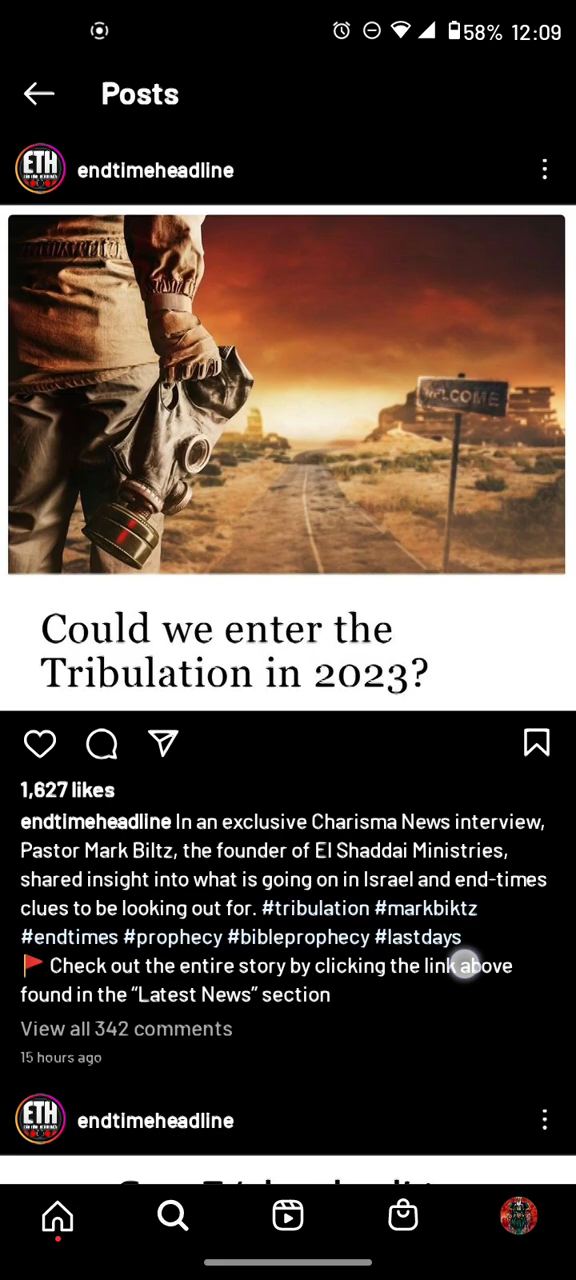 58% 12:09
Posts
ETH
endtimeheadline
WELCOME
Could we enter the
Tribulation in 2023?
1,627 likes
endtimeheadline In an exclusive Charisma News interview,
Pastor Mark Biltz, the founder of El Shaddai Ministries,
shared insight into what is going on in Israel and end-times
clues to be looking out for. #tribulation #markbiktz
#endtimes #prophecy #bibleprophecy #lastdays
🚩 Check out the entire story by clicking the link above
found in the “Latest News” section
View all 342 comments
15 hours ago
ETH
endtimeheadline